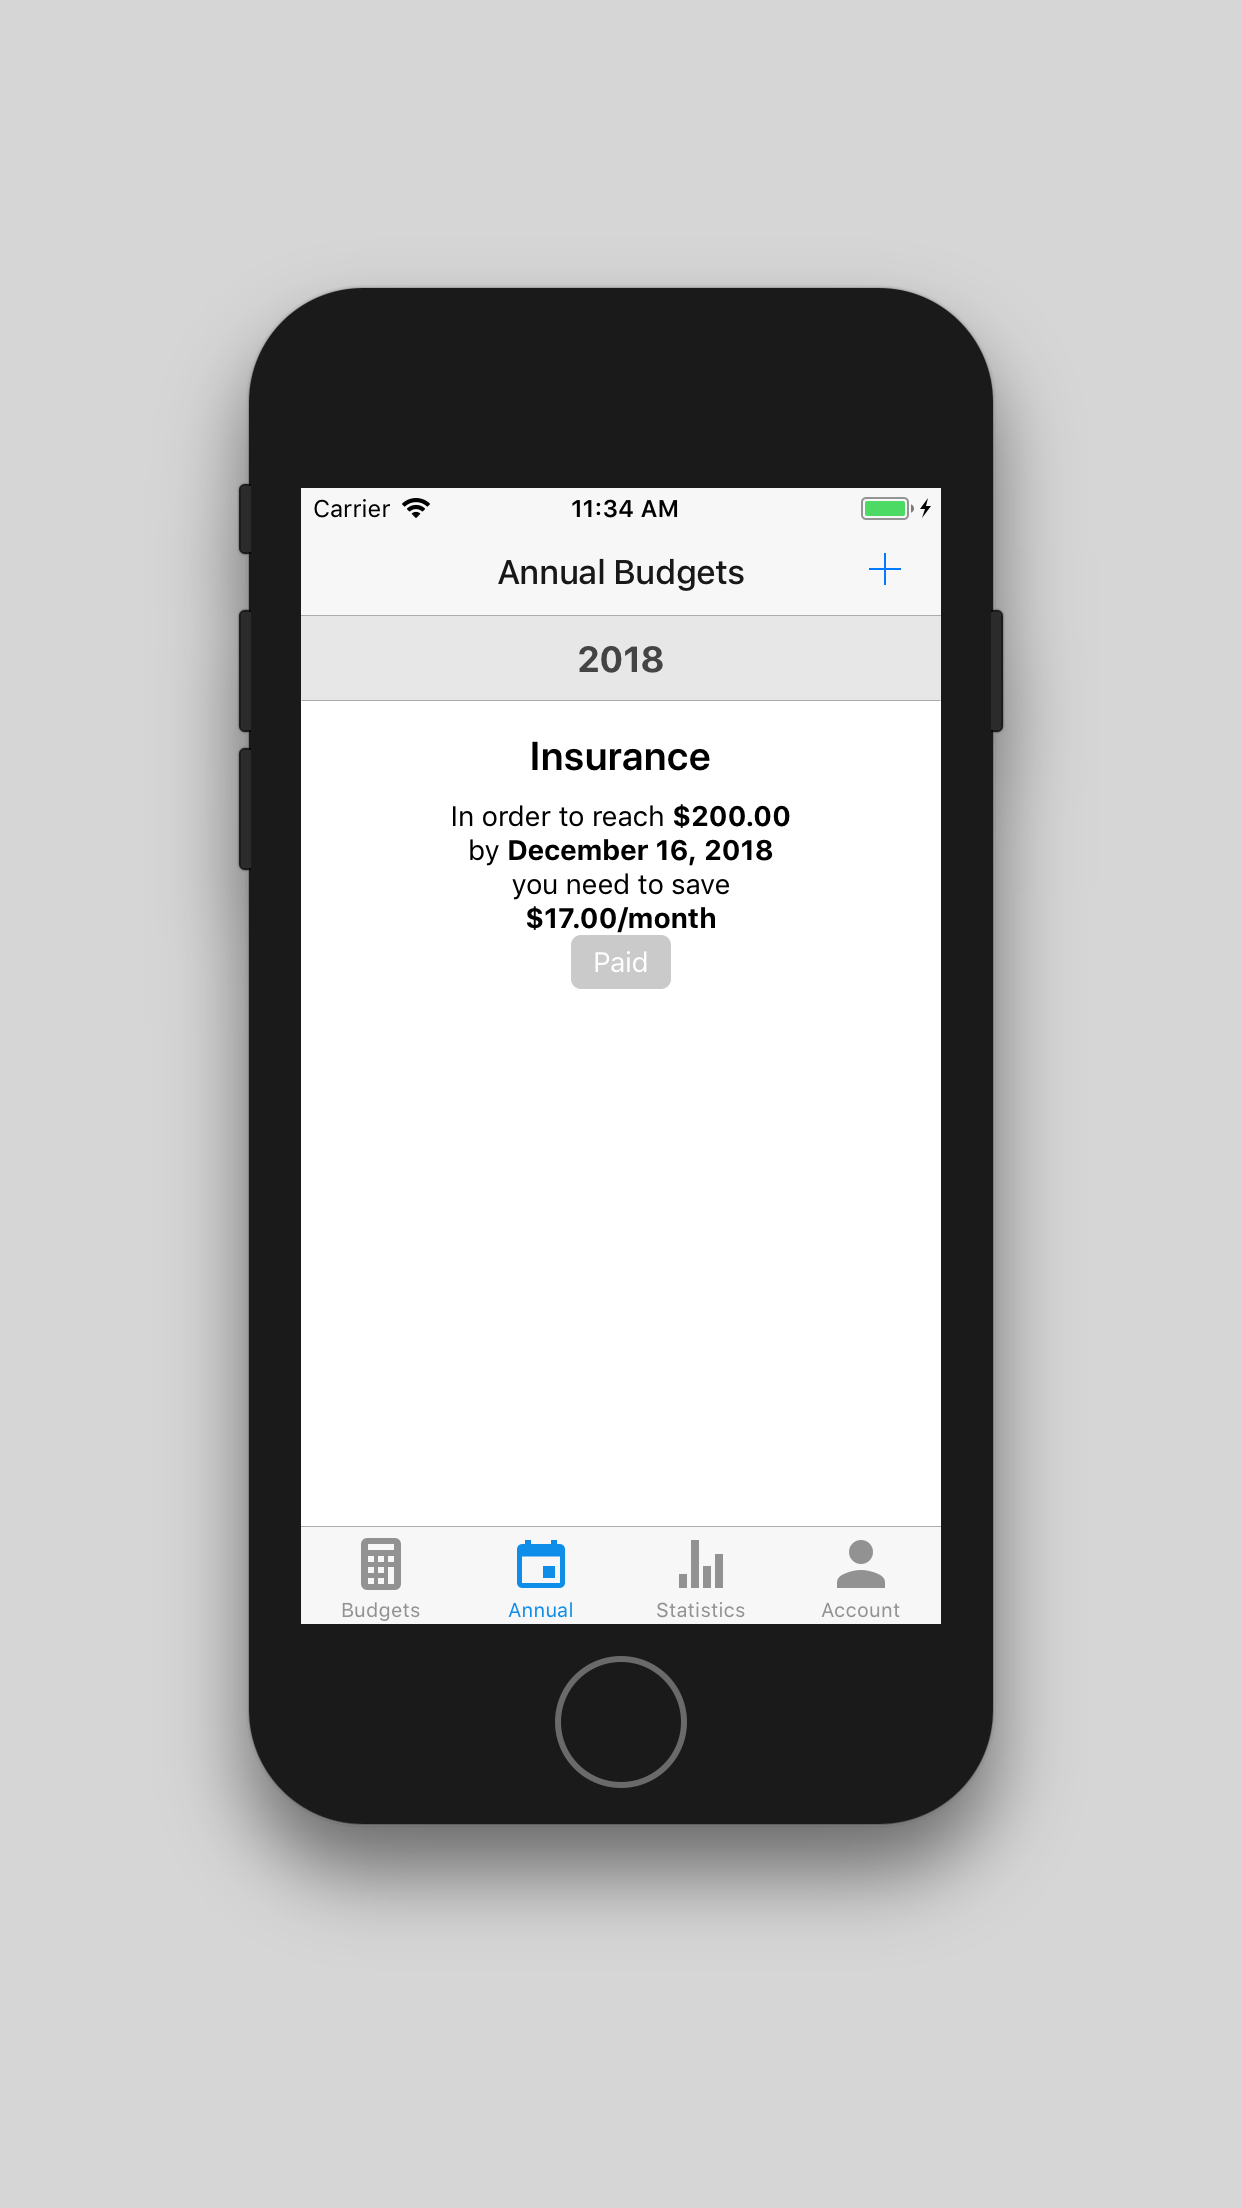 Carrier 11:34 AM
Annual Budgets
2018
Insurance
In order to reach $200.00
by December 16, 2018
you need to save
$17.00/month
Paid
Budgets Annual Statistics Account